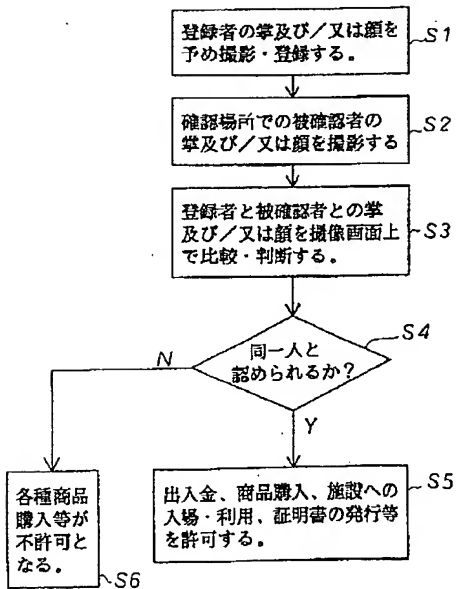 登録者の掌及び／又は顔を
予め撮影・登録する。
S1
確認場所での被確認者の
掌及び／又は顔を撮影する
S2
登録者と被確認者との掌
及び／又は顔を撮像画面上
で比較・判断する。
S3
同一人と
認められるか？
S4
N
Y
各種商品
購入等が
不許可と
なる。
S6
出入金、商品購入、施設への
入場・利用、証明書の発行等
を許可する。
S5